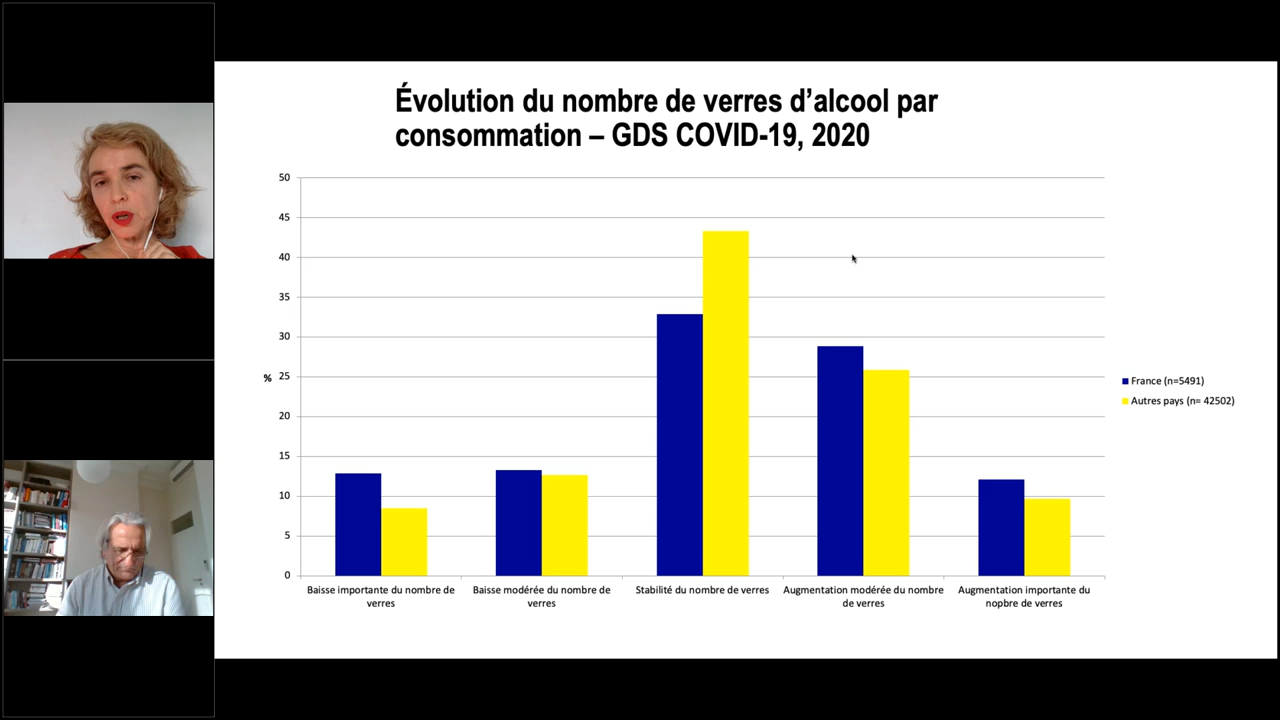 Évolution du nombre de verres d’alcool par
consommation – GDS COVID-19, 2020
50
45
40
35
30
25
20
15
10
5
0
%
Baisse importante du nombre de
verres
Baisse modérée du nombre de
verres
Stabilité du nombre de verres
Augmentation modérée du nombre
de verres
Augmentation importante du
nopbre de verres
France (n=5491)
Autres pays (n= 42502)